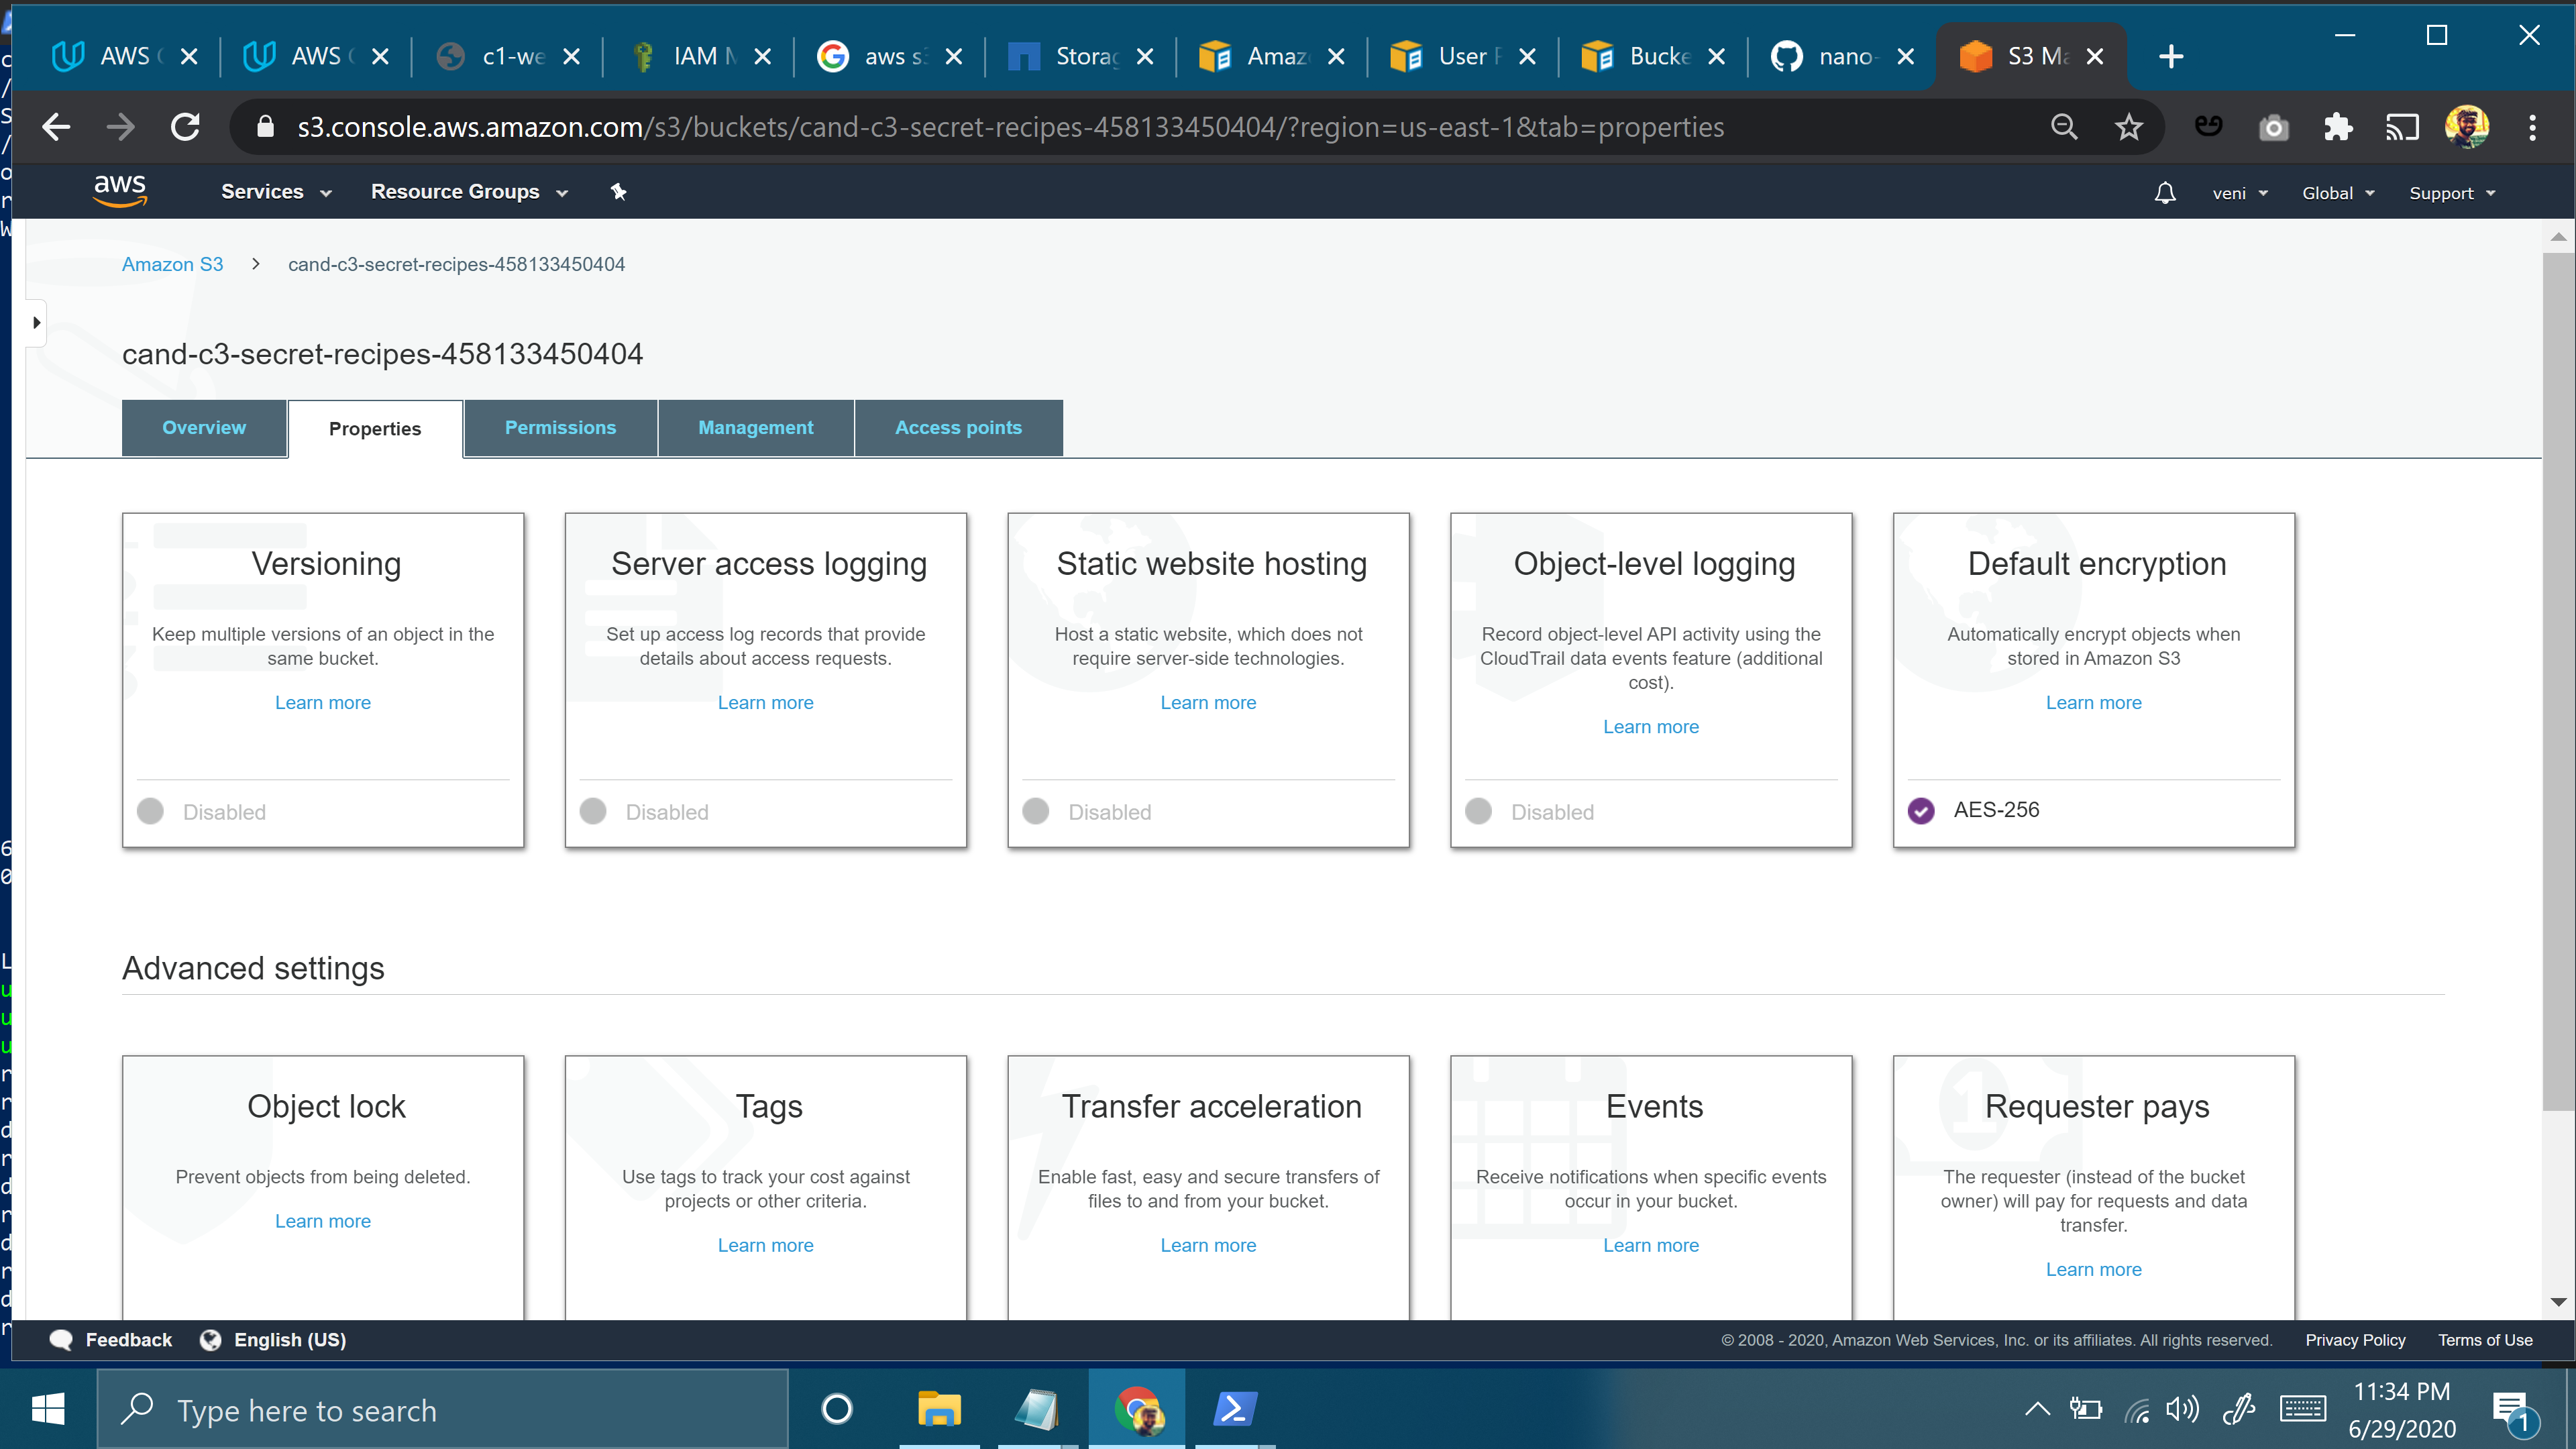 AWS
AWS
c1-we
IAM M
aws s3
Storag
Amaz
User P
Bucke
nano-
S3 Ma
s3.console.aws.amazon.com/s3/buckets/cand-c3-secret-recipes-458133450404/?region=us-east-1&tab=properties
aws
Services
Resource Groups
veni
Global
Support
Amazon S3 > cand-c3-secret-recipes-458133450404
cand-c3-secret-recipes-458133450404
Overview
Properties
Permissions
Management
Access points
Versioning
Keep multiple versions of an object in the
same bucket.
Learn more
Disabled
Server access logging
Set up access log records that provide
details about access requests.
Learn more
Disabled
Static website hosting
Host a static website, which does not
require server-side technologies.
Learn more
Disabled
Object-level logging
Record object-level API activity using the
CloudTrail data events feature (additional
cost).
Learn more
Disabled
Default encryption
Automatically encrypt objects when
stored in Amazon S3
Learn more
AES-256
Advanced settings
Object lock
Prevent objects from being deleted.
Learn more
Tags
Use tags to track your cost against
projects or other criteria.
Learn more
Transfer acceleration
Enable fast, easy and secure transfers of
files to and from your bucket.
Learn more
Events
Receive notifications when specific events
occur in your bucket.
Learn more
Requester pays
The requester (instead of the bucket
owner) will pay for requests and data
transfer.
Learn more
Feedback
English (US)
© 2008 - 2020, Amazon Web Services, Inc. or its affiliates. All rights reserved.
Privacy Policy
Terms of Use
Type here to search
11:34 PM
6/29/2020
1